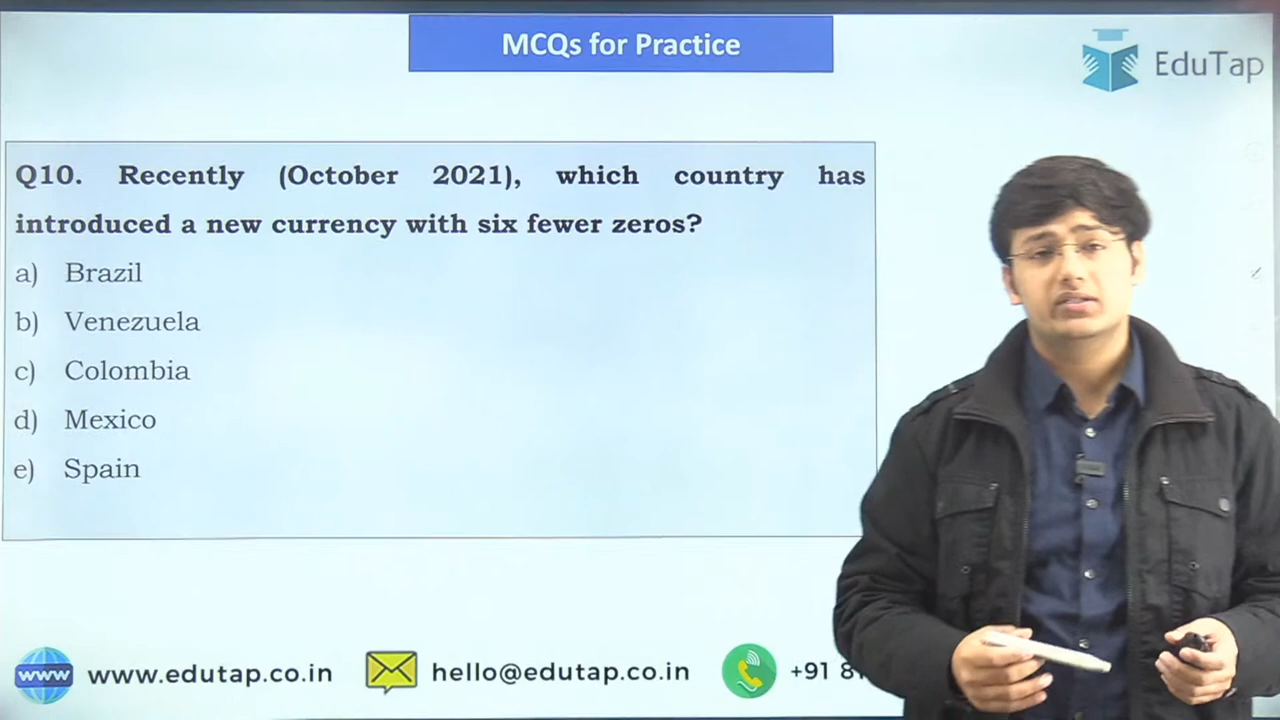 MCQs for Practice
EduTap
Q10. Recently (October 2021), which country has
introduced a new currency with six fewer zeros?
a) Brazil
b) Venezuela
c) Colombia
d) Mexico
e) Spain
www www.edutap.co.in hello@edutap.co.in +91